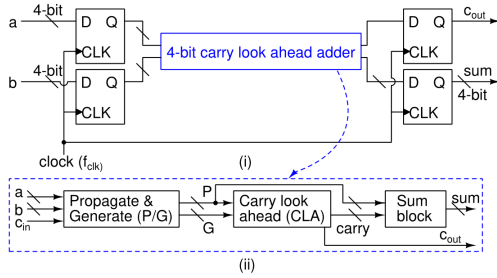 4-bit
a
D Q
CLK
4-bit carry look ahead adder
D Q
CLK
c_out
4-bit
b
D Q
CLK
D Q
CLK
sum
4-bit
clock (f_clk)
(i)
a
b
c_in
Propagate &
Generate (P/G)
P
G
Carry look
ahead (CLA)
carry
Sum
block
sum
c_out
(ii)